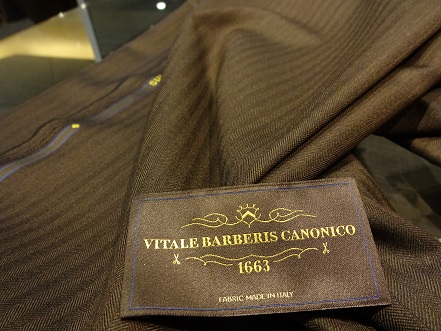 VITALE BARBERIS CANONICO
1663
FABRIC MADE IN ITALY